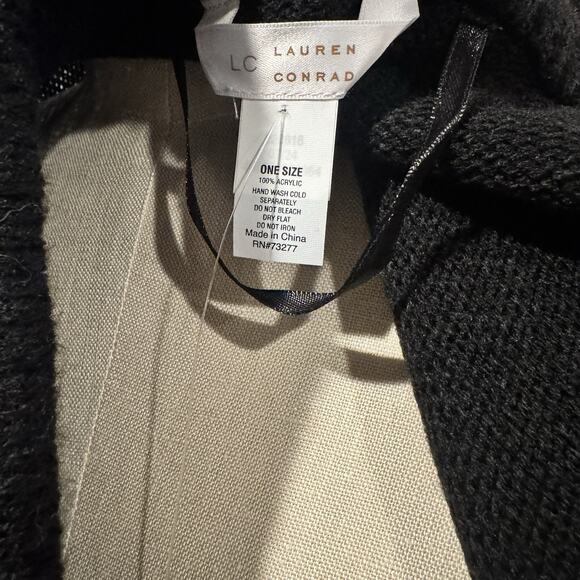 LC LAUREN
CONRAD
ONE SIZE
100% ACRYLIC
HAND WASH COLD
SEPARATELY
DO NOT BLEACH
DRY FLAT
DO NOT IRON
Made in China
RN#73277